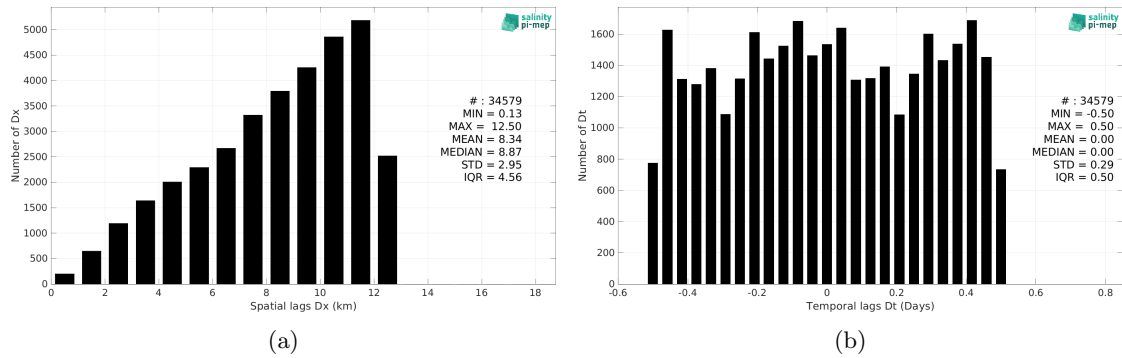 salinity
pi-mep
5000
4500
4000
3500
3000
2500
2000
1500
1000
500
0
Number of Dx
# : 34579
MIN = 0.13
MAX = 12.50
MEAN = 8.34
MEDIAN = 8.87
STD = 2.95
IQR = 4.56
0 2 4 6 8 10 12 14 16 18
Spatial lags Dx (km)
(a)
salinity
pi-mep
1600
1400
1200
1000
800
600
400
200
0
Number of Dt
# : 34579
MIN = -0.50
MAX = 0.50
MEAN = 0.00
MEDIAN = 0.00
STD = 0.29
IQR = 0.50
-0.6 -0.4 -0.2 0 0.2 0.4 0.6 0.8
Temporal lags Dt (Days)
(b)